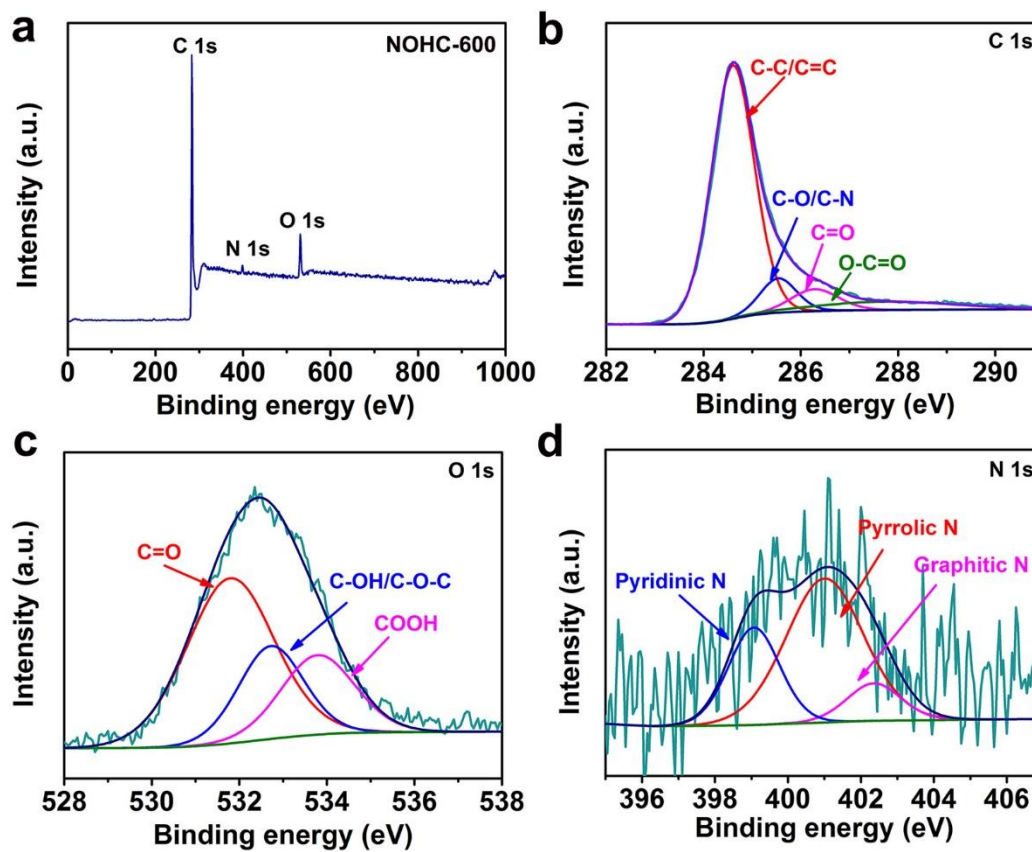 a
NOHC-600
C 1s
N 1s
O 1s
Intensity (a.u.)
0 200 400 600 800 1000
Binding energy (eV)
b
C 1s
C-C/C=C
C-O/C-N
C=O
O-C=O
Intensity (a.u.)
282 284 286 288 290
Binding energy (eV)
c
O 1s
C=O
C-OH/C-O-C
COOH
Intensity (a.u.)
528 530 532 534 536 538
Binding energy (eV)
d
N 1s
Pyrrolic N
Pyridinic N
Graphitic N
Intensity (a.u.)
396 398 400 402 404 406
Binding energy (eV)